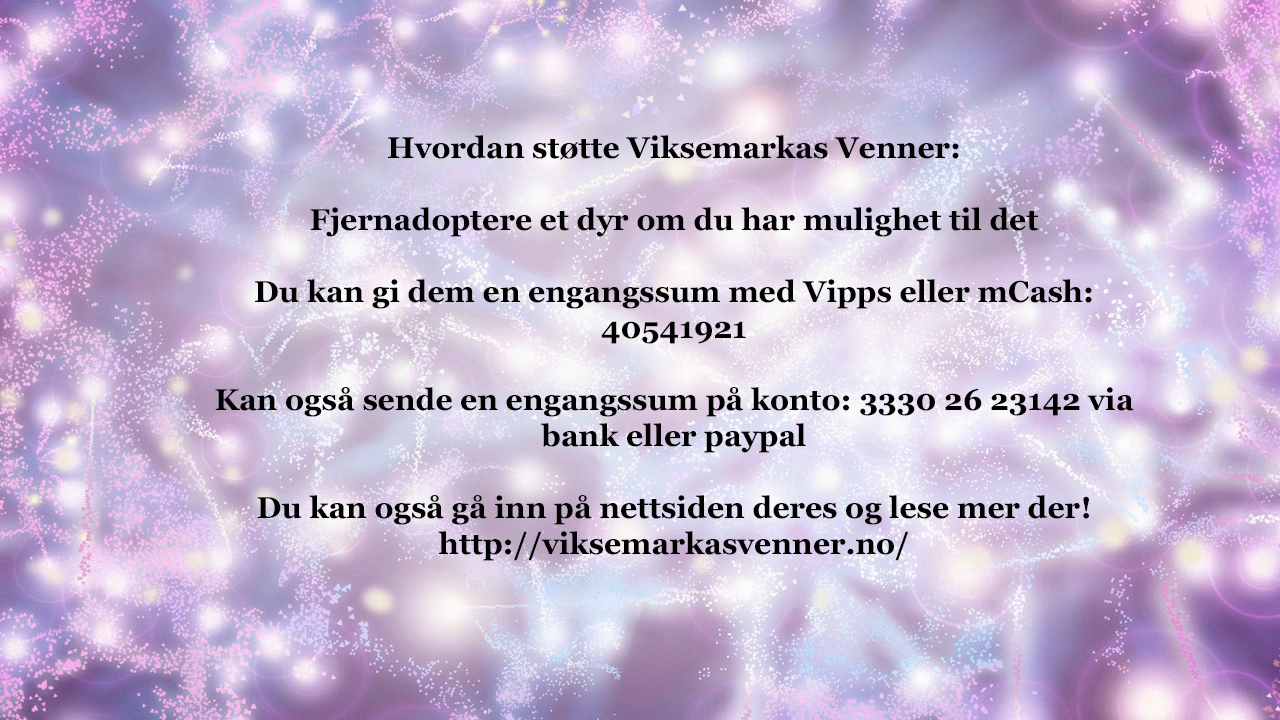 Hvordan støtte Viksemarkas Venner:
Fjernadoptere et dyr om du har mulighet til det
Du kan gi dem en engangssum med Vipps eller mCash:
40541921
Kan også sende en engangssum på konto: 3330 26 23142 via
bank eller paypal
Du kan også gå inn på nettsiden deres og lese mer der!
http://viksemarkasvenner.no/